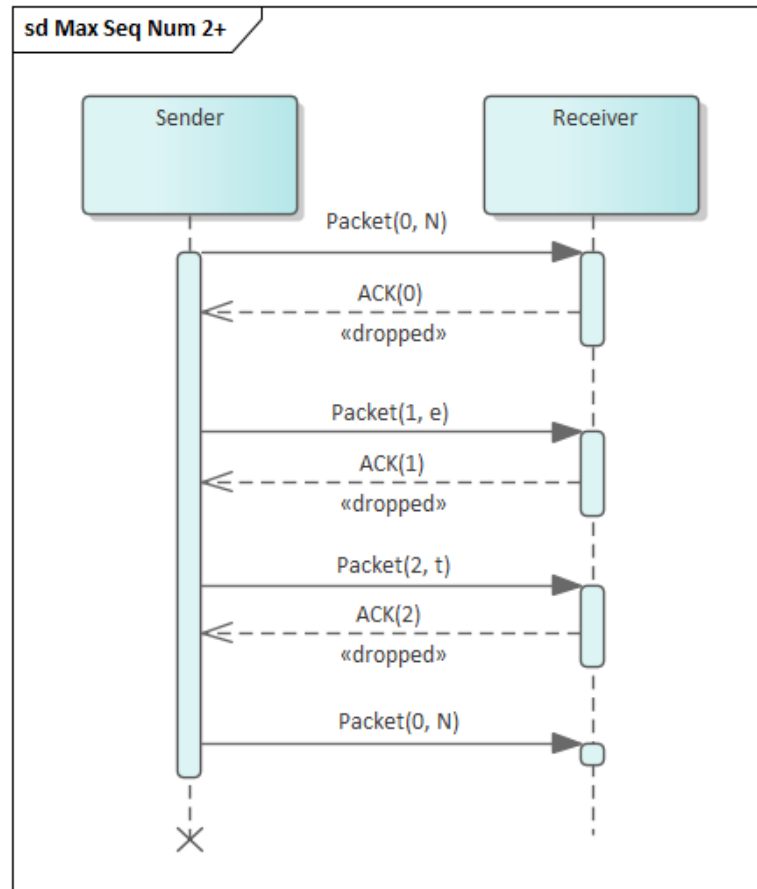 sd Max Seq Num 2+
Sender
Receiver
Packet(0, N)
ACK(0)
«dropped»
Packet(1, e)
ACK(1)
«dropped»
Packet(2, t)
ACK(2)
«dropped»
Packet(0, N)